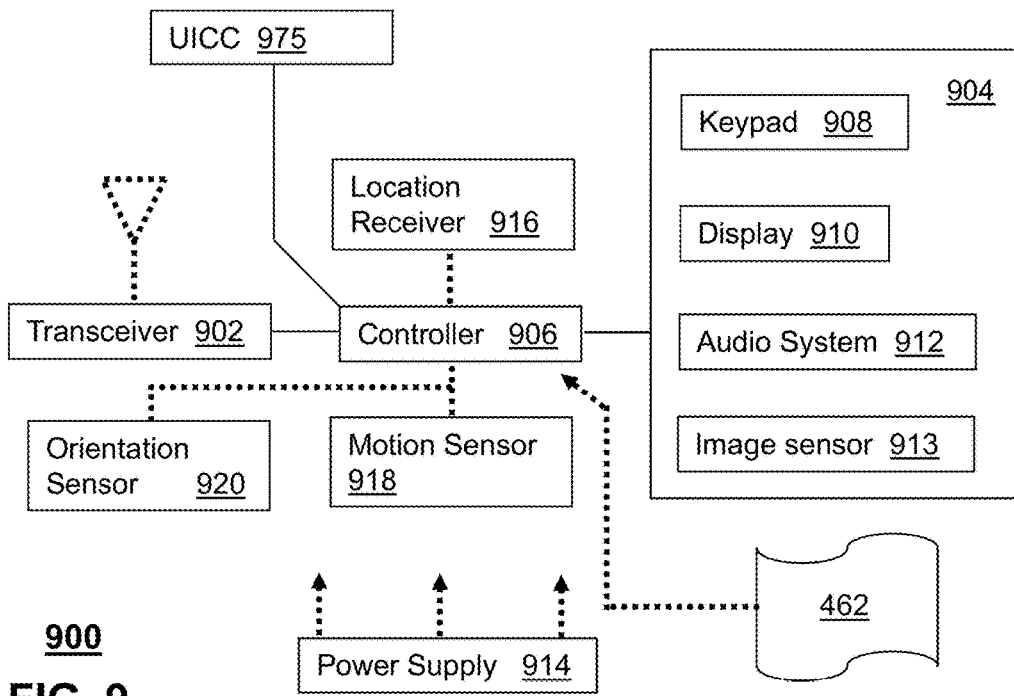 UICC 975
904
Keypad 908
Location
Receiver 916
Display 910
Transceiver 902
Controller 906
Audio System 912
Orientation
Sensor 920
Motion Sensor
918
Image sensor 913
462
900
Power Supply 914
FIG. 9